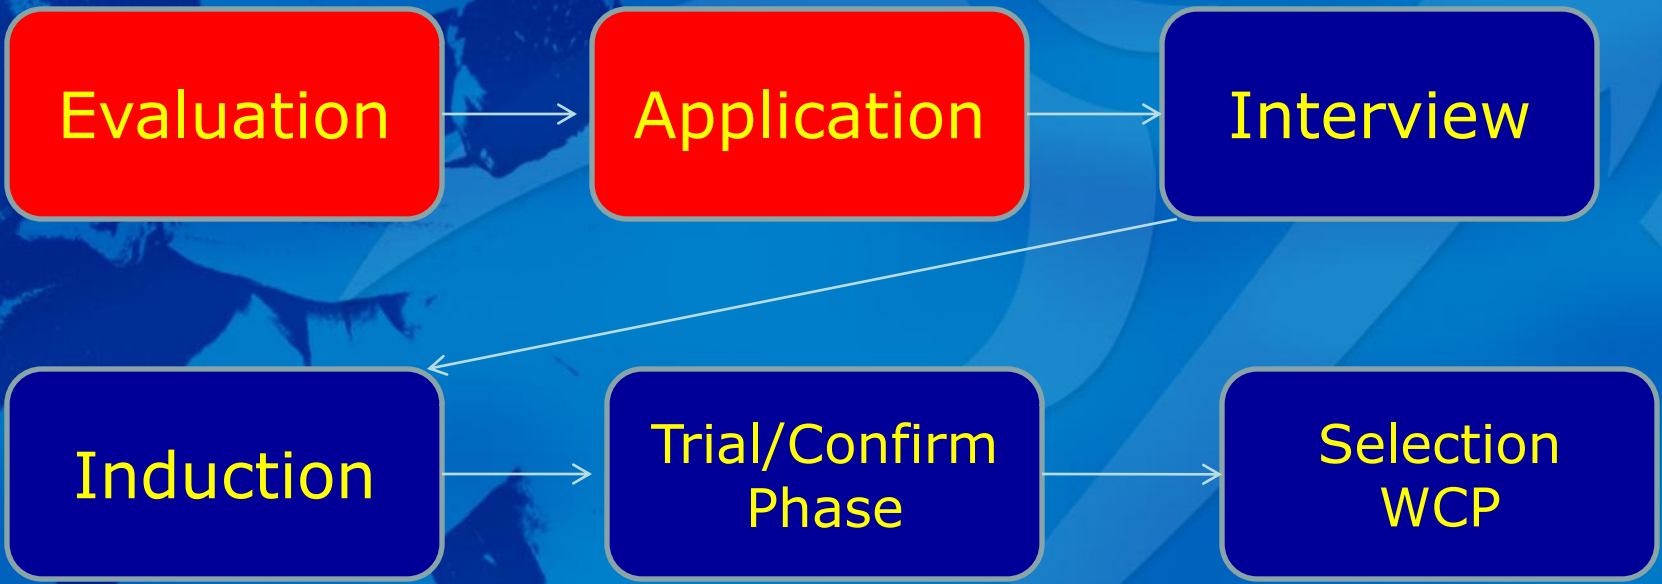 Evaluation
Application
Interview
Induction
Trial/Confirm
Phase
Selection
WCP